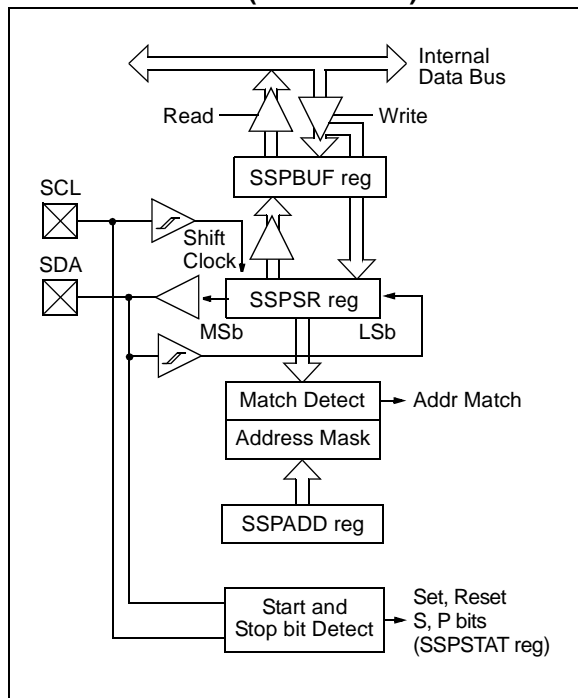 Internal
Data Bus
Read
Write
SSPBUF reg
SCL
Shift
Clock
SDA
SSPSR reg
MSb
LSb
Match Detect
Addr Match
Address Mask
SSPADD reg
Start and
Stop bit Detect
Set, Reset
S, P bits
(SSPSTAT reg)